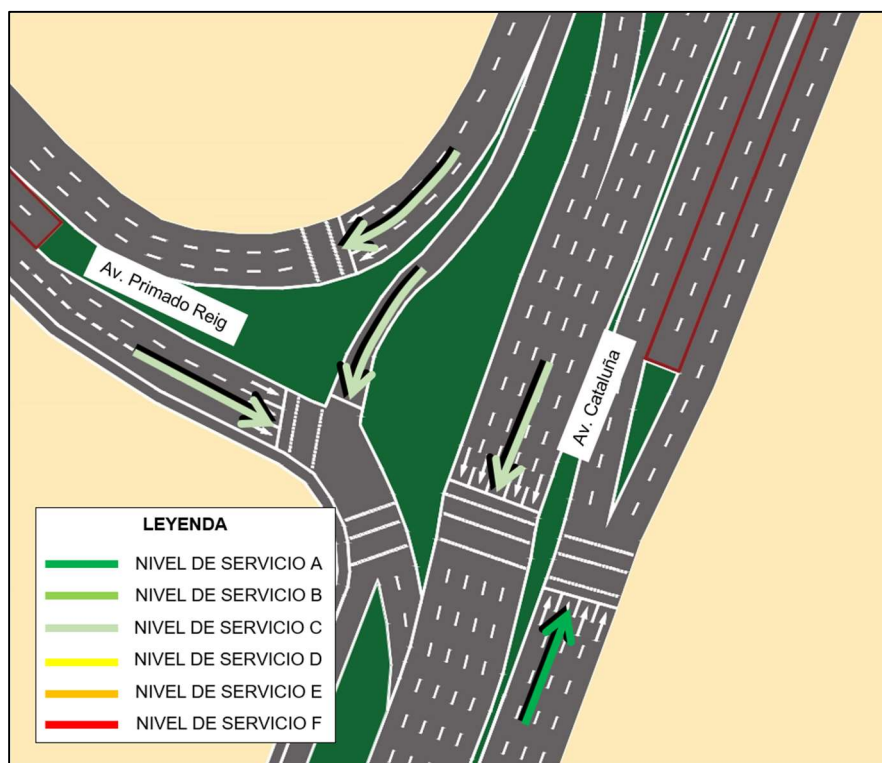 Av. Primado Reig
Av. Cataluña
LEYENDA
NIVEL DE SERVICIO A
NIVEL DE SERVICIO B
NIVEL DE SERVICIO C
NIVEL DE SERVICIO D
NIVEL DE SERVICIO E
NIVEL DE SERVICIO F